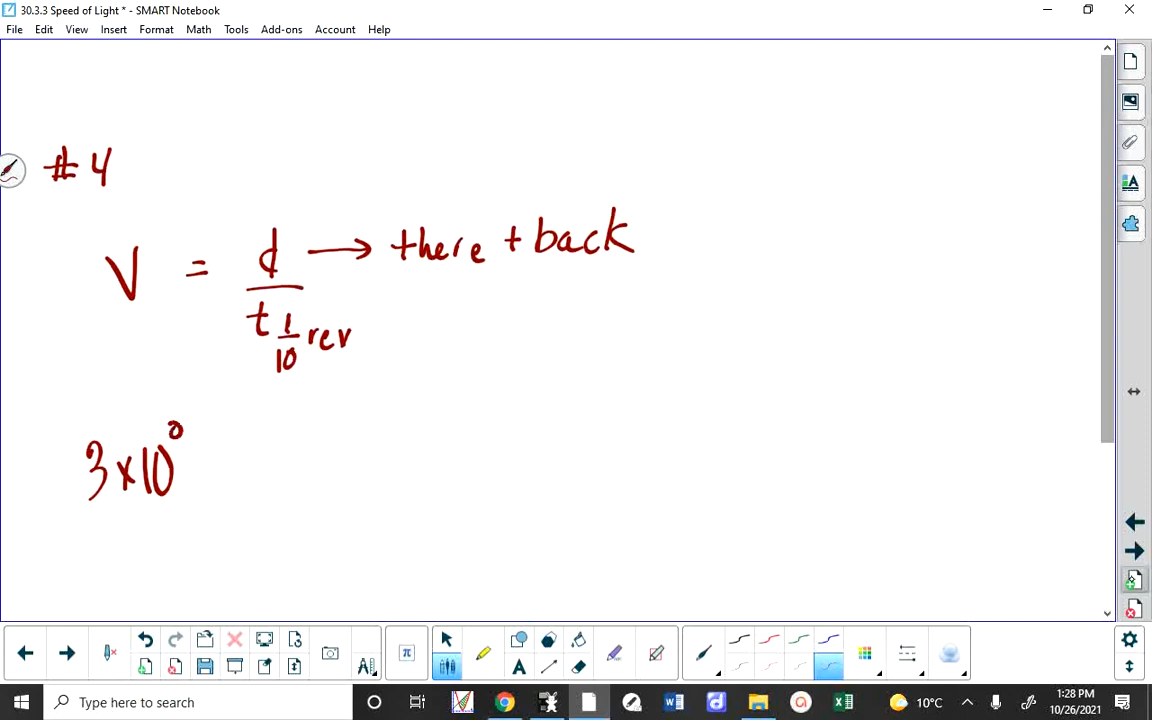 30.3.3 Speed of Light * - SMART Notebook
File Edit View Insert Format Math Tools Add-ons Account Help
#4
V = d/t 1/10 rev → there + back
3×10⁰
Type here to search
10°C
1:28 PM
10/26/2021